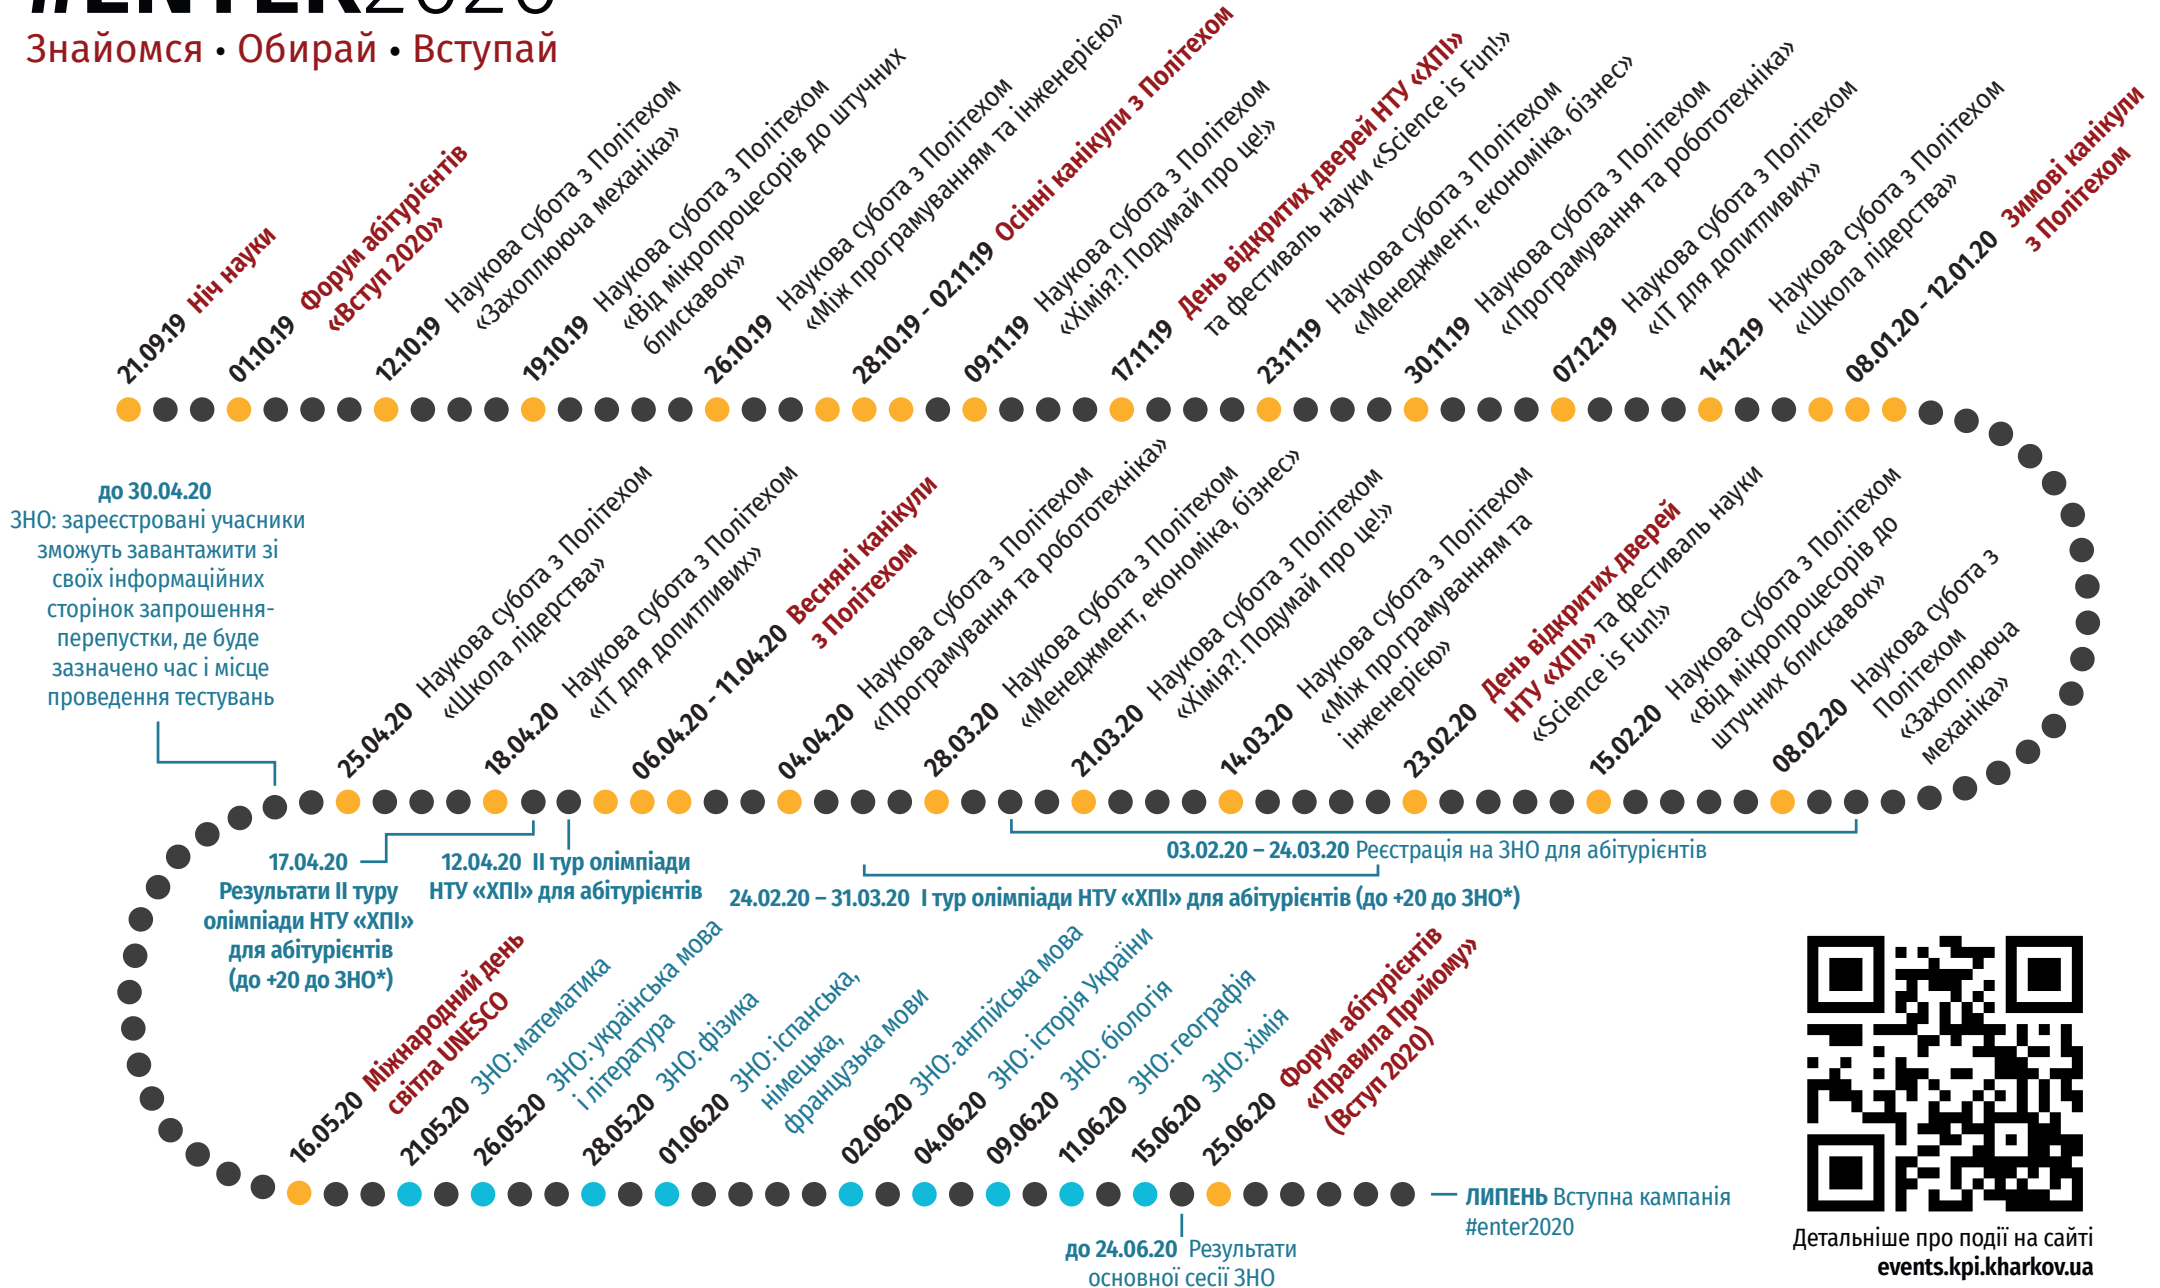 #ENTER2020
Знайомся • Обирай • Вступай
21.09.19 Ніч науки
01.10.19 Форум абітурієнтів
«Вступ 2020»
12.10.19 Наукова субота з Політехом
«Захоплююча механіка»
19.10.19 Наукова субота з Політехом
«Від мікропроцесорів до штучних
блискавок»
26.10.19 Наукова субота з Політехом
«Між програмуванням та інженерією»
28.10.19 - 02.11.19 Осінні канікули з Політехом
09.11.19 Наукова субота з Політехом
«Хімія?! Подумай про це!»
17.11.19 День відкритих дверей НТУ «ХПІ»
та фестиваль науки «Science is Fun!»
23.11.19 Наукова субота з Політехом
«Менеджмент, економіка, бізнес»
30.11.19 Наукова субота з Політехом
«Програмування та робототехніка»
07.12.19 Наукова субота з Політехом
«ІТ для допитливих»
14.12.19 Наукова субота з Політехом
«Школа лідерства»
08.01.20 - 12.01.20 Зимові канікули
з Політехом
08.02.20 Наукова субота з
Політехом
«Захоплююча
механіка»
15.02.20 Наукова субота з Політехом
«Від мікропроцесорів до
штучних блискавок»
23.02.20 День відкритих дверей
НТУ «ХПІ» та фестиваль науки
«Science is Fun!»
14.03.20 Наукова субота з Політехом
«Між програмуванням та
інженерією»
21.03.20 Наукова субота з Політехом
«Хімія?! Подумай про це!»
28.03.20 Наукова субота з Політехом
«Менеджмент, економіка, бізнес»
04.04.20 Наукова субота з Політехом
«Програмування та робототехніка»
06.04.20 - 11.04.20 Весняні канікули
з Політехом
18.04.20 Наукова субота з Політехом
«ІТ для допитливих»
25.04.20 Наукова субота з Політехом
«Школа лідерства»
до 30.04.20
ЗНО: зареєстровані учасники
зможуть завантажити зі
своїх інформаційних
сторінок запрошення-
перепустки, де буде
зазначено час і місце
проведення тестувань
03.02.20 – 24.03.20 Реєстрація на ЗНО для абітурієнтів
24.02.20 – 31.03.20 І тур олімпіади НТУ «ХПІ» для абітурієнтів (до +20 до ЗНО*)
12.04.20 ІІ тур олімпіади
НТУ «ХПІ» для абітурієнтів
17.04.20
Результати ІІ туру
олімпіади НТУ «ХПІ»
для абітурієнтів
(до +20 до ЗНО*)
16.05.20 Міжнародний день
світла UNESCO
21.05.20 ЗНО: математика
26.05.20 ЗНО: українська мова
і література
28.05.20 ЗНО: фізика
01.06.20 ЗНО: іспанська,
німецька,
французька мови
02.06.20 ЗНО: англійська мова
04.06.20 ЗНО: історія України
09.06.20 ЗНО: біологія
11.06.20 ЗНО: географія
15.06.20 ЗНО: хімія
25.06.20 Форум абітурієнтів
«Правила Прийому»
(Вступ 2020)
до 24.06.20 Результати
основної сесії ЗНО
ЛИПЕНЬ Вступна кампанія
#enter2020
Детальніше про події на сайті
events.kpi.kharkov.ua